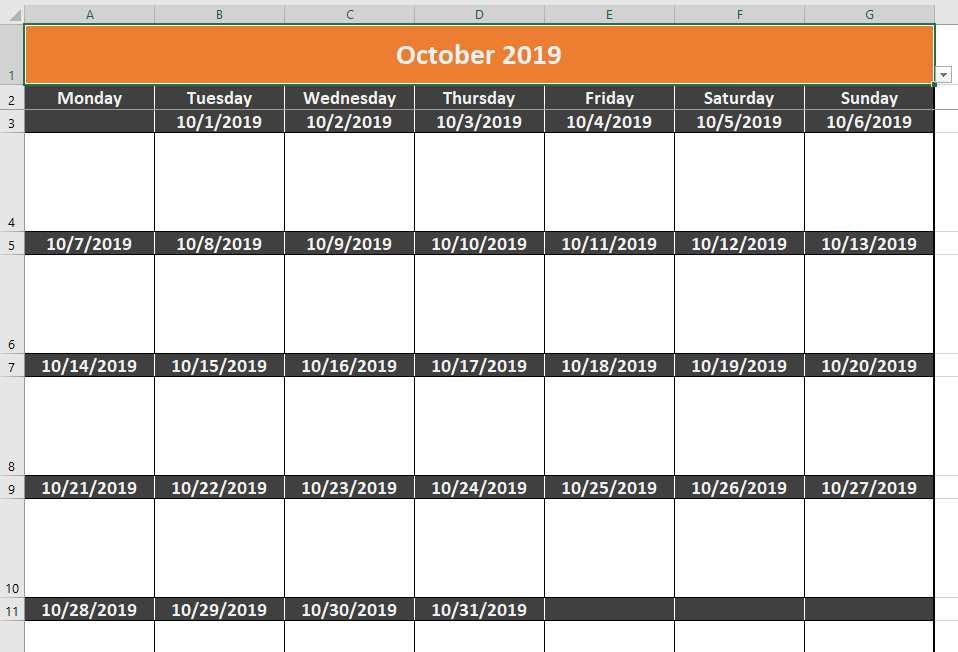 A B C D E F G
1 October 2019
2 Monday Tuesday Wednesday Thursday Friday Saturday Sunday
3 10/1/2019 10/2/2019 10/3/2019 10/4/2019 10/5/2019 10/6/2019
4
5 10/7/2019 10/8/2019 10/9/2019 10/10/2019 10/11/2019 10/12/2019 10/13/2019
6
7 10/14/2019 10/15/2019 10/16/2019 10/17/2019 10/18/2019 10/19/2019 10/20/2019
8
9 10/21/2019 10/22/2019 10/23/2019 10/24/2019 10/25/2019 10/26/2019 10/27/2019
10
11 10/28/2019 10/29/2019 10/30/2019 10/31/2019